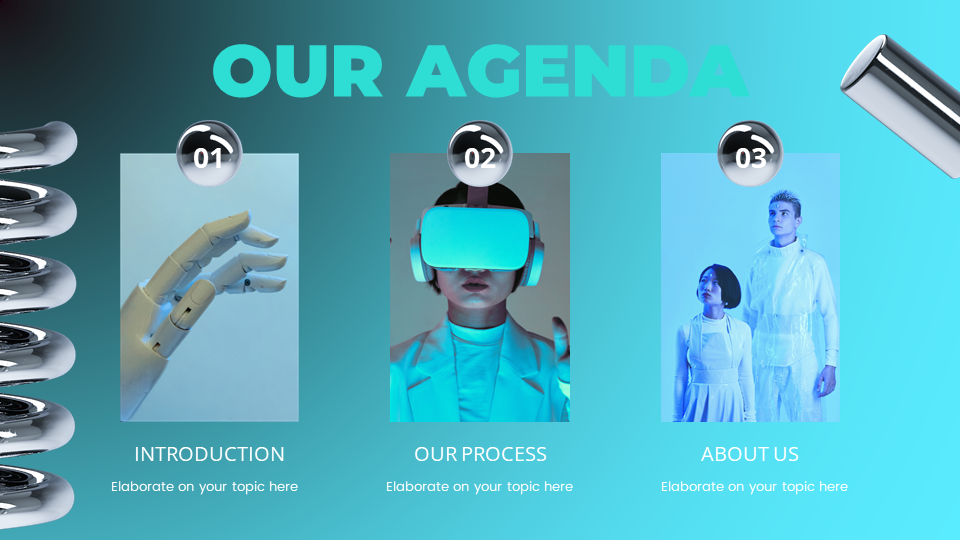 OUR AGENDA
01
02
03
INTRODUCTION
OUR PROCESS
ABOUT US
Elaborate on your topic here
Elaborate on your topic here
Elaborate on your topic here